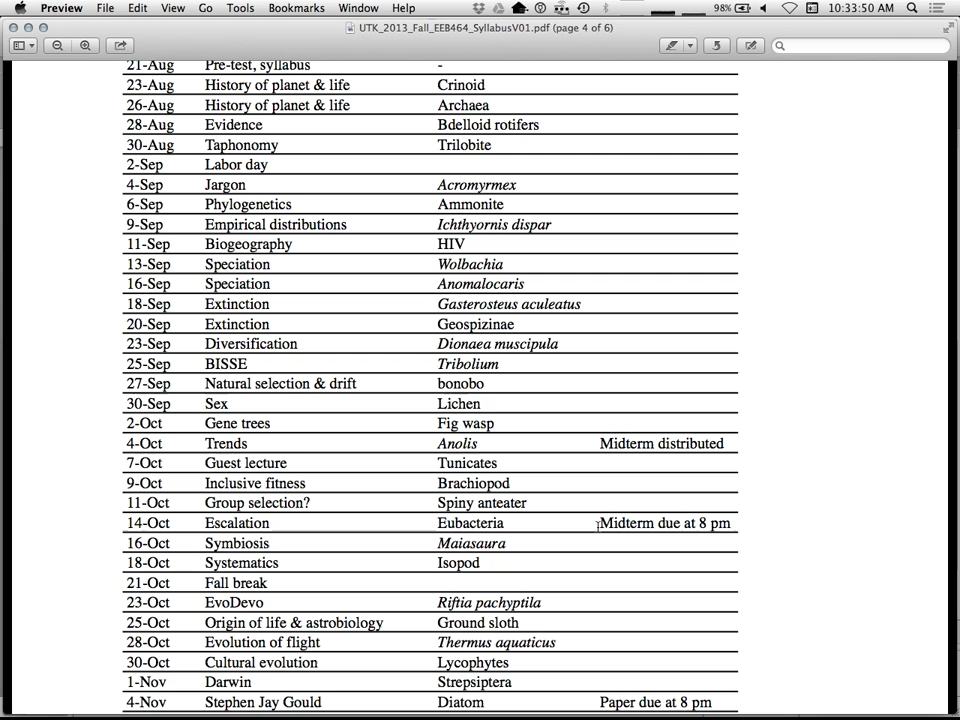 Preview File Edit View Go Tools Bookmarks Window Help 98% 10:33:50 AM
UTK_2013_Fall_EEB464_SyllabusV01.pdf (page 4 of 6)
21-Aug Pre-test, syllabus -
23-Aug History of planet & life Crinoid
26-Aug History of planet & life Archaea
28-Aug Evidence Bdelloid rotifers
30-Aug Taphonomy Trilobite
2-Sep Labor day
4-Sep Jargon Acromyrmex
6-Sep Phylogenetics Ammonite
9-Sep Empirical distributions Ichthyornis dispar
11-Sep Biogeography HIV
13-Sep Speciation Wolbachia
16-Sep Speciation Anomalocaris
18-Sep Extinction Gasterosteus aculeatus
20-Sep Extinction Geospizinae
23-Sep Diversification Dionaea muscipula
25-Sep BISSE Tribolium
27-Sep Natural selection & drift bonobo
30-Sep Sex Lichen
2-Oct Gene trees Fig wasp
4-Oct Trends Anolis Midterm distributed
7-Oct Guest lecture Tunicates
9-Oct Inclusive fitness Brachiopod
11-Oct Group selection? Spiny anteater
14-Oct Escalation Eubacteria Midterm due at 8 pm
16-Oct Symbiosis Maiasaura
18-Oct Systematics Isopod
21-Oct Fall break
23-Oct EvoDevo Riftia pachyptila
25-Oct Origin of life & astrobiology Ground sloth
28-Oct Evolution of flight Thermus aquaticus
30-Oct Cultural evolution Lycophytes
1-Nov Darwin Strepsiptera
4-Nov Stephen Jay Gould Diatom Paper due at 8 pm